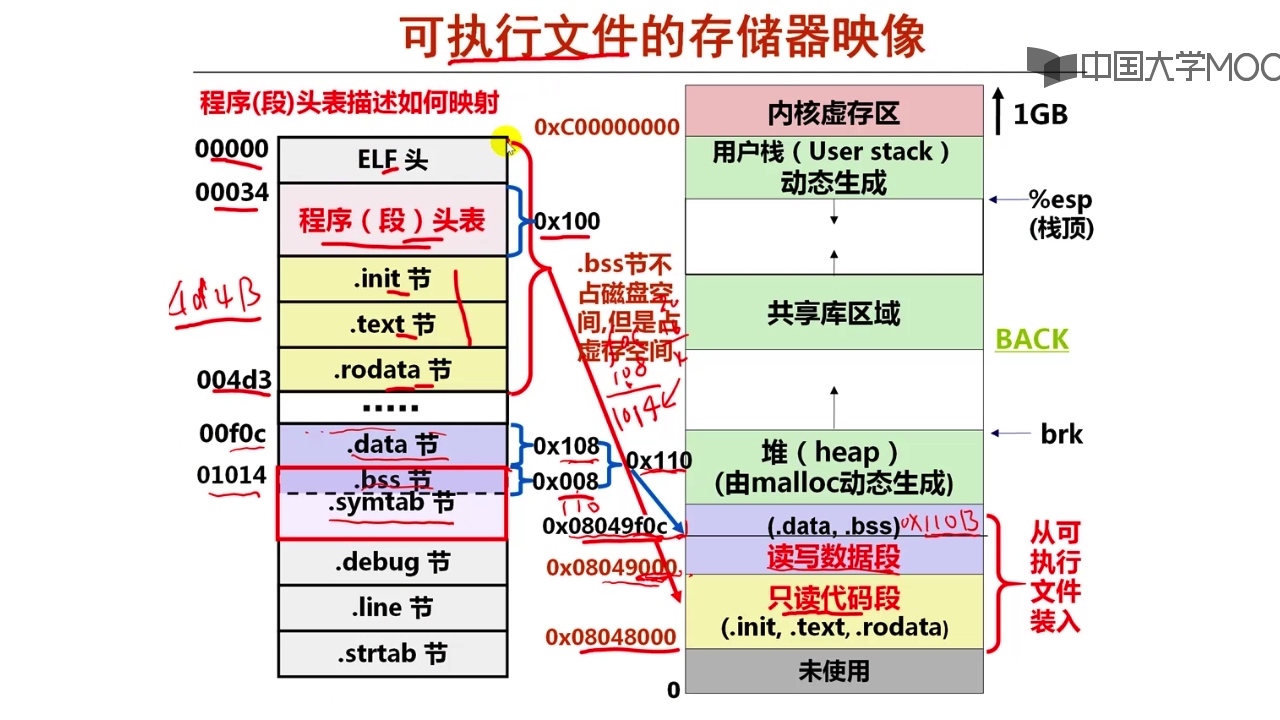 可执行文件的存储器映像
中国大学MOO
程序(段)头表描述如何映射
00000
ELF 头
00034
程序（段）头表
0x100
.init 节
.text 节
.rodata 节
4d4B
004d3
.....
00f0c
.data 节
0x108
01014
.bss 节
0x008
110
0x110
.symtab 节
.debug 节
.line 节
.strtab 节
.bss节不
占磁盘空
间,但是占
虚存空间
f0c
108
1014
0xC00000000
内核虚存区
1GB
用户栈（User stack）
动态生成
%esp
(栈顶)
共享库区域
BACK
brk
堆（heap）
(由malloc动态生成)
0x08049f0c
(.data, .bss)
0x110B
读写数据段
0x08049000
只读代码段
(.init, .text, .rodata)
0x08048000
未使用
0
从可
执行
文件
装入